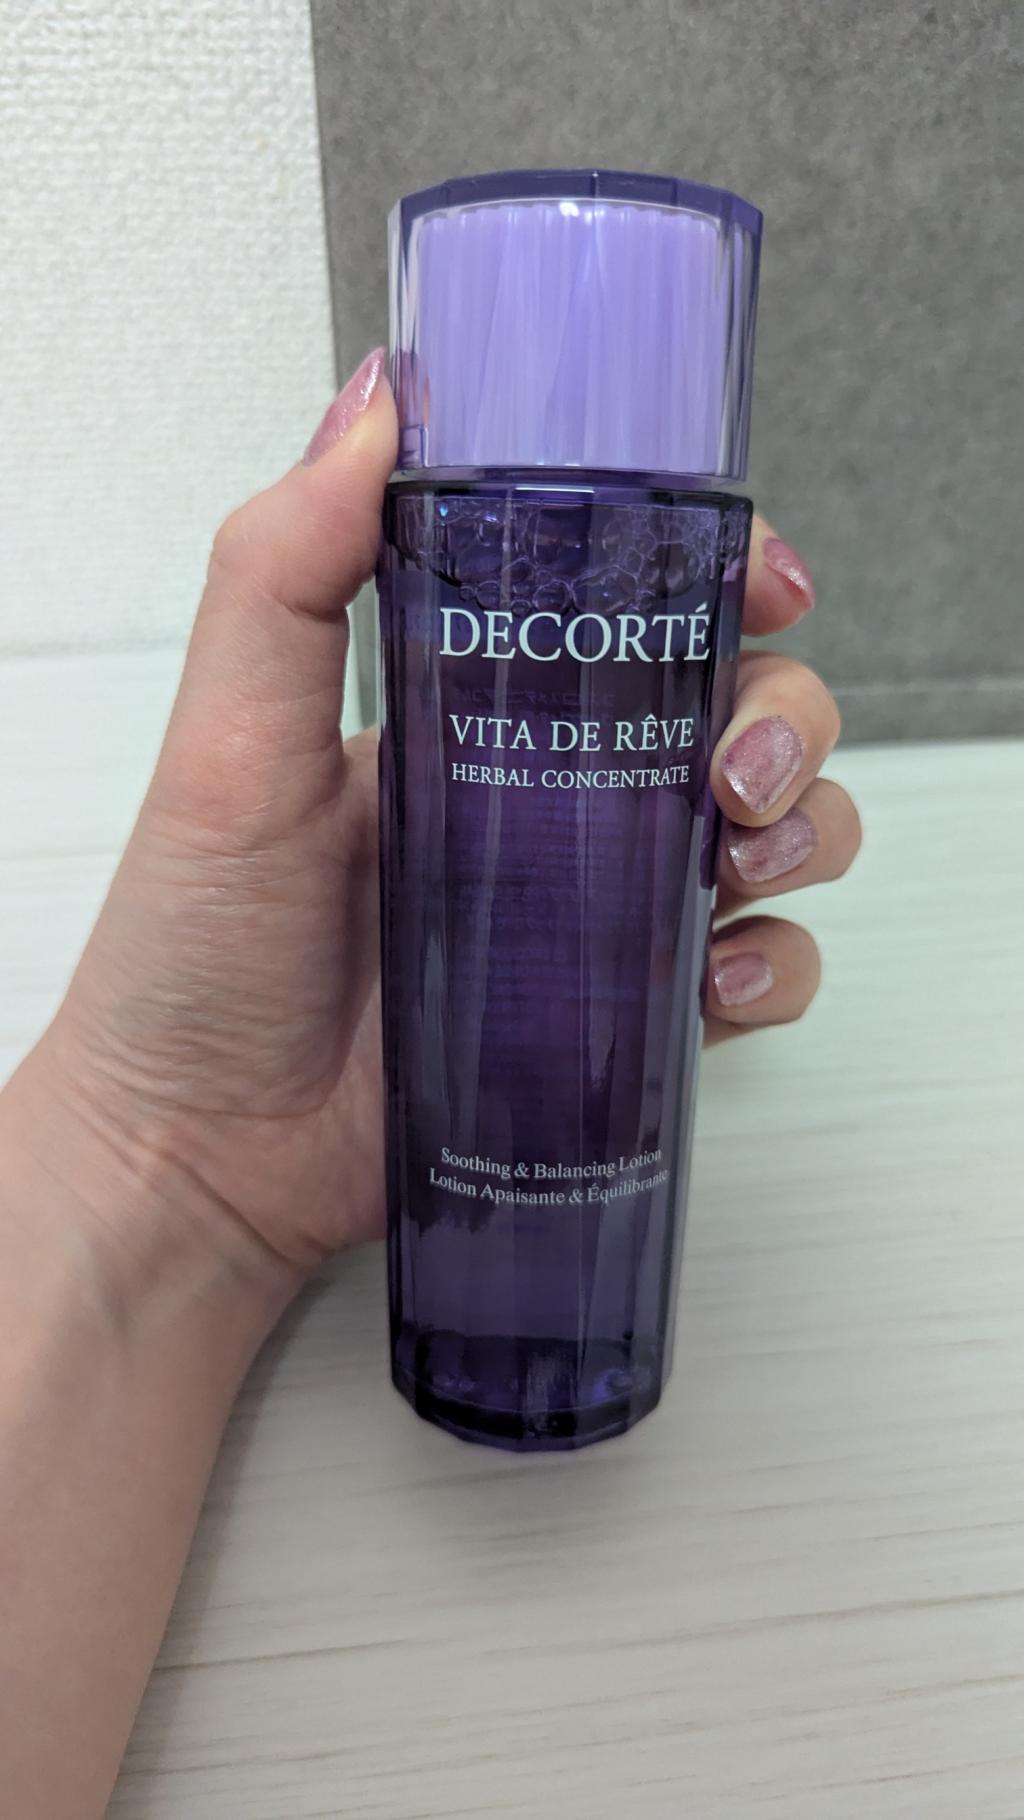 DECORTÉ
VITA DE RÊVE
HERBAL CONCENTRATE
Soothing & Balancing Lotion
Lotion Apaisante & Équilibrante